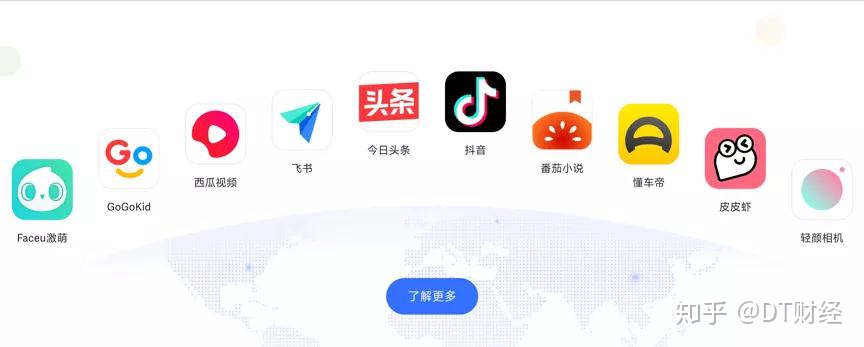 头条
Go
Faceu激萌
GoGoKid
西瓜视频
飞书
今日头条
抖音
番茄小说
懂车帝
皮皮虾
轻颜相机
了解更多
知乎 @DT财经